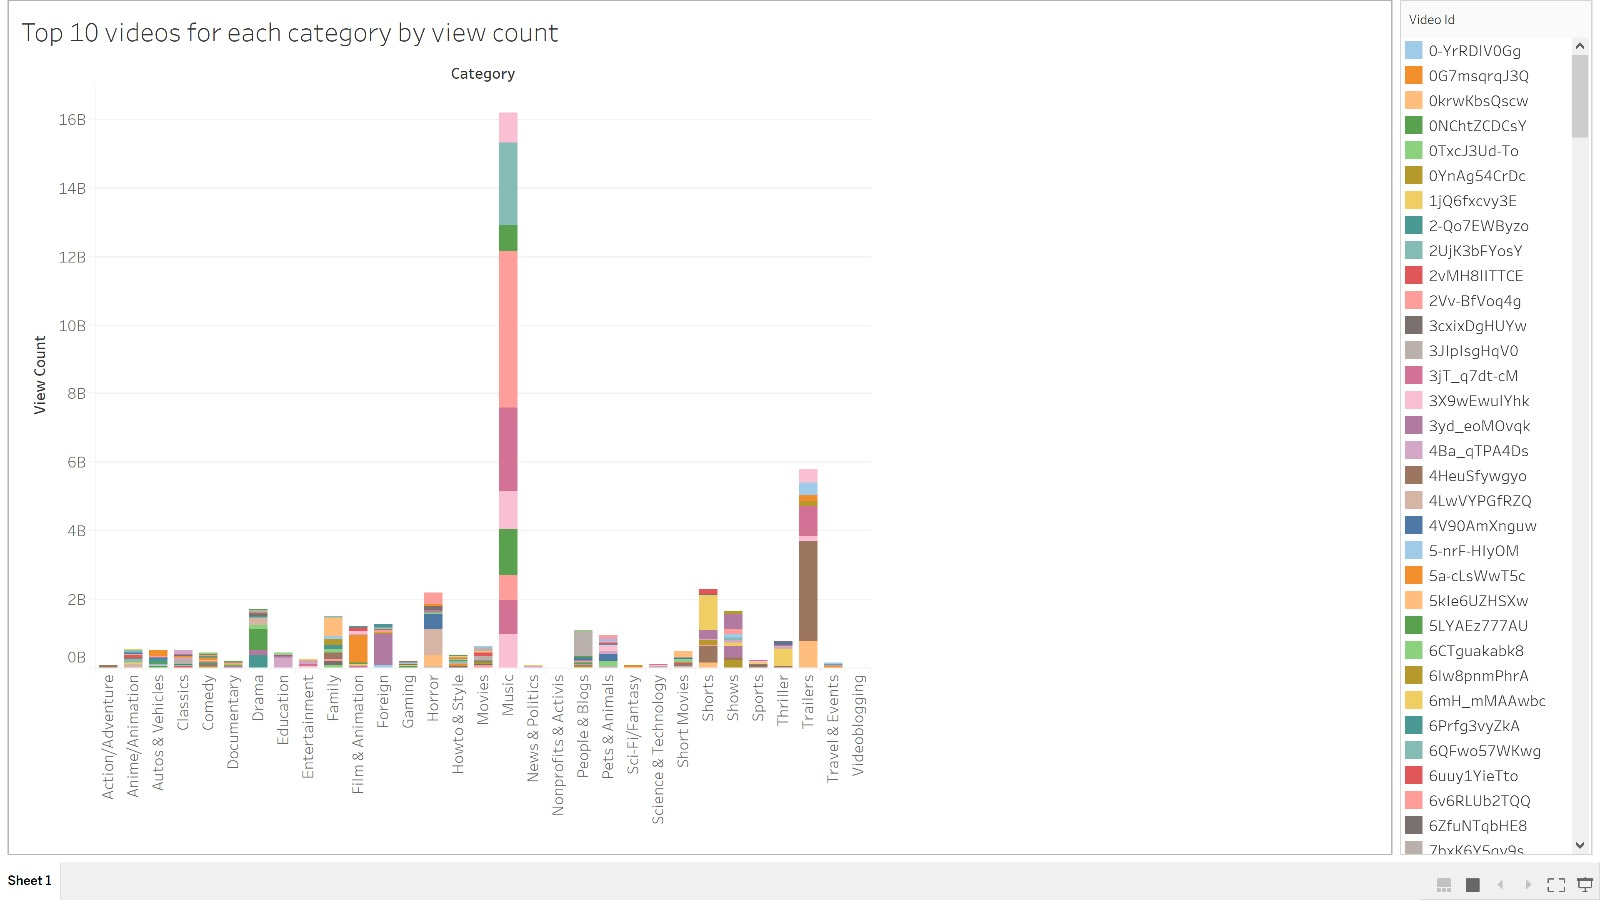 Top 10 videos for each category by view count
Category
View Count
16B
14B
12B
10B
8B
6B
4B
2B
0B
Action/Adventure
Anime/Animation
Autos & Vehicles
Classics
Comedy
Documentary
Drama
Education
Entertainment
Family
Film & Animation
Foreign
Gaming
Horror
Howto & Style
Movies
Music
News & Politics
Nonprofits & Activis
People & Blogs
Pets & Animals
Sci-Fi/Fantasy
Science & Technology
Short Movies
Shorts
Shows
Sports
Thriller
Trailers
Travel & Events
Videoblogging
Video Id
0-YrRDIV0Gg
0G7msqrqJ3Q
0krwKbsQscw
0NChtZCDCsY
0TxcJ3Ud-To
0YnAg54CrDc
1jQ6fxcvy3E
2-Qo7EWByzo
2UjK3bFYosY
2vMH8IITTCE
2Vv-BfVoq4g
3cxixDgHUYw
3JIpIsgHqV0
3jT_q7dt-cM
3X9wEwulYhk
3yd_eoMOvqk
4Ba_qTPA4Ds
4HeuSfywgyo
4LwVYPGfRZQ
4V90AmXnguw
5-nrF-HIyOM
5a-cLsWwT5c
5kIe6UZHSXw
5LYAEz777AU
6CTguakabk8
6Iw8pnmPhrA
6mH_mMAAwbc
6Prfg3vyZkA
6QFwo57WKwg
6uuy1YieTto
6v6RLUb2TQQ
6ZfuNTqbHE8
Sheet 1